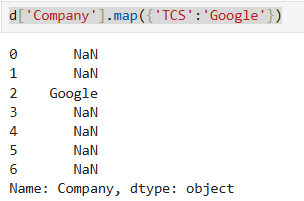 d['Company'].map({'TCS':'Google'})
0 NaN
1 NaN
2 Google
3 NaN
4 NaN
5 NaN
6 NaN
Name: Company, dtype: object